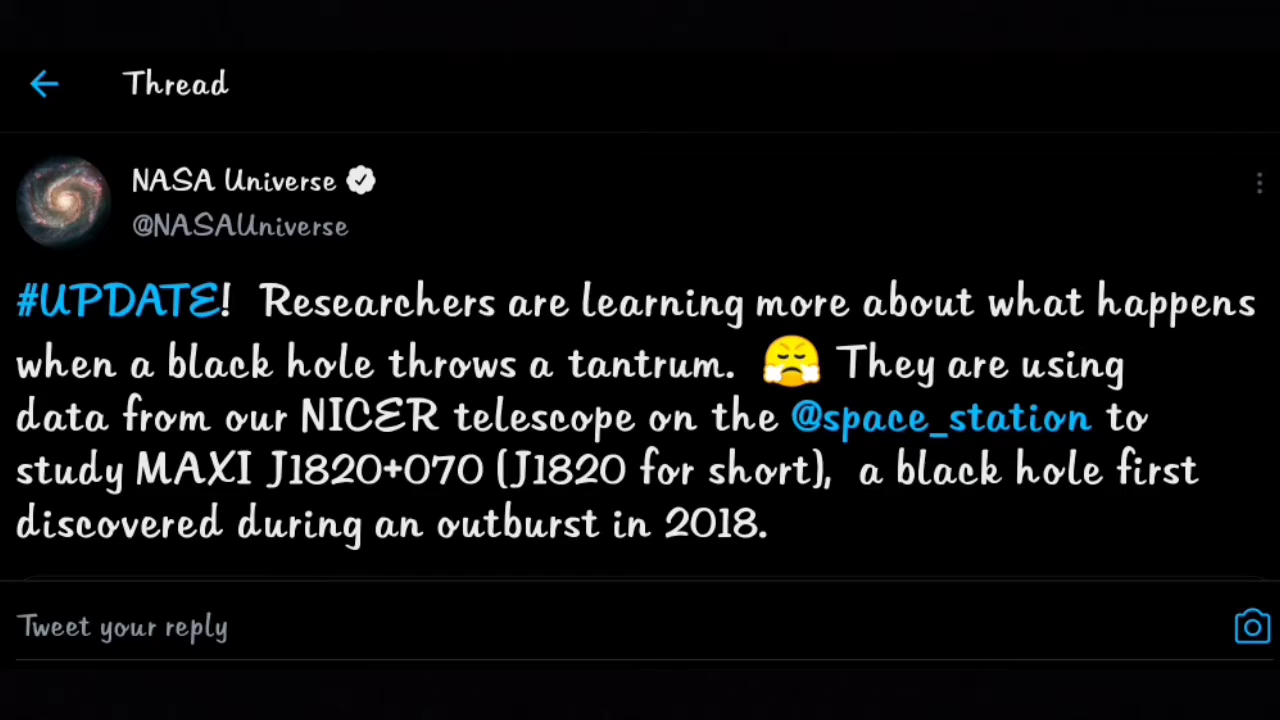 Thread
NASA Universe
@NASAUniverse
#UPDATE! Researchers are learning more about what happens
when a black hole throws a tantrum. 😤 They are using
data from our NICER telescope on the @space_station to
study MAXI J1820+070 (J1820 for short), a black hole first
discovered during an outburst in 2018.
Tweet your reply